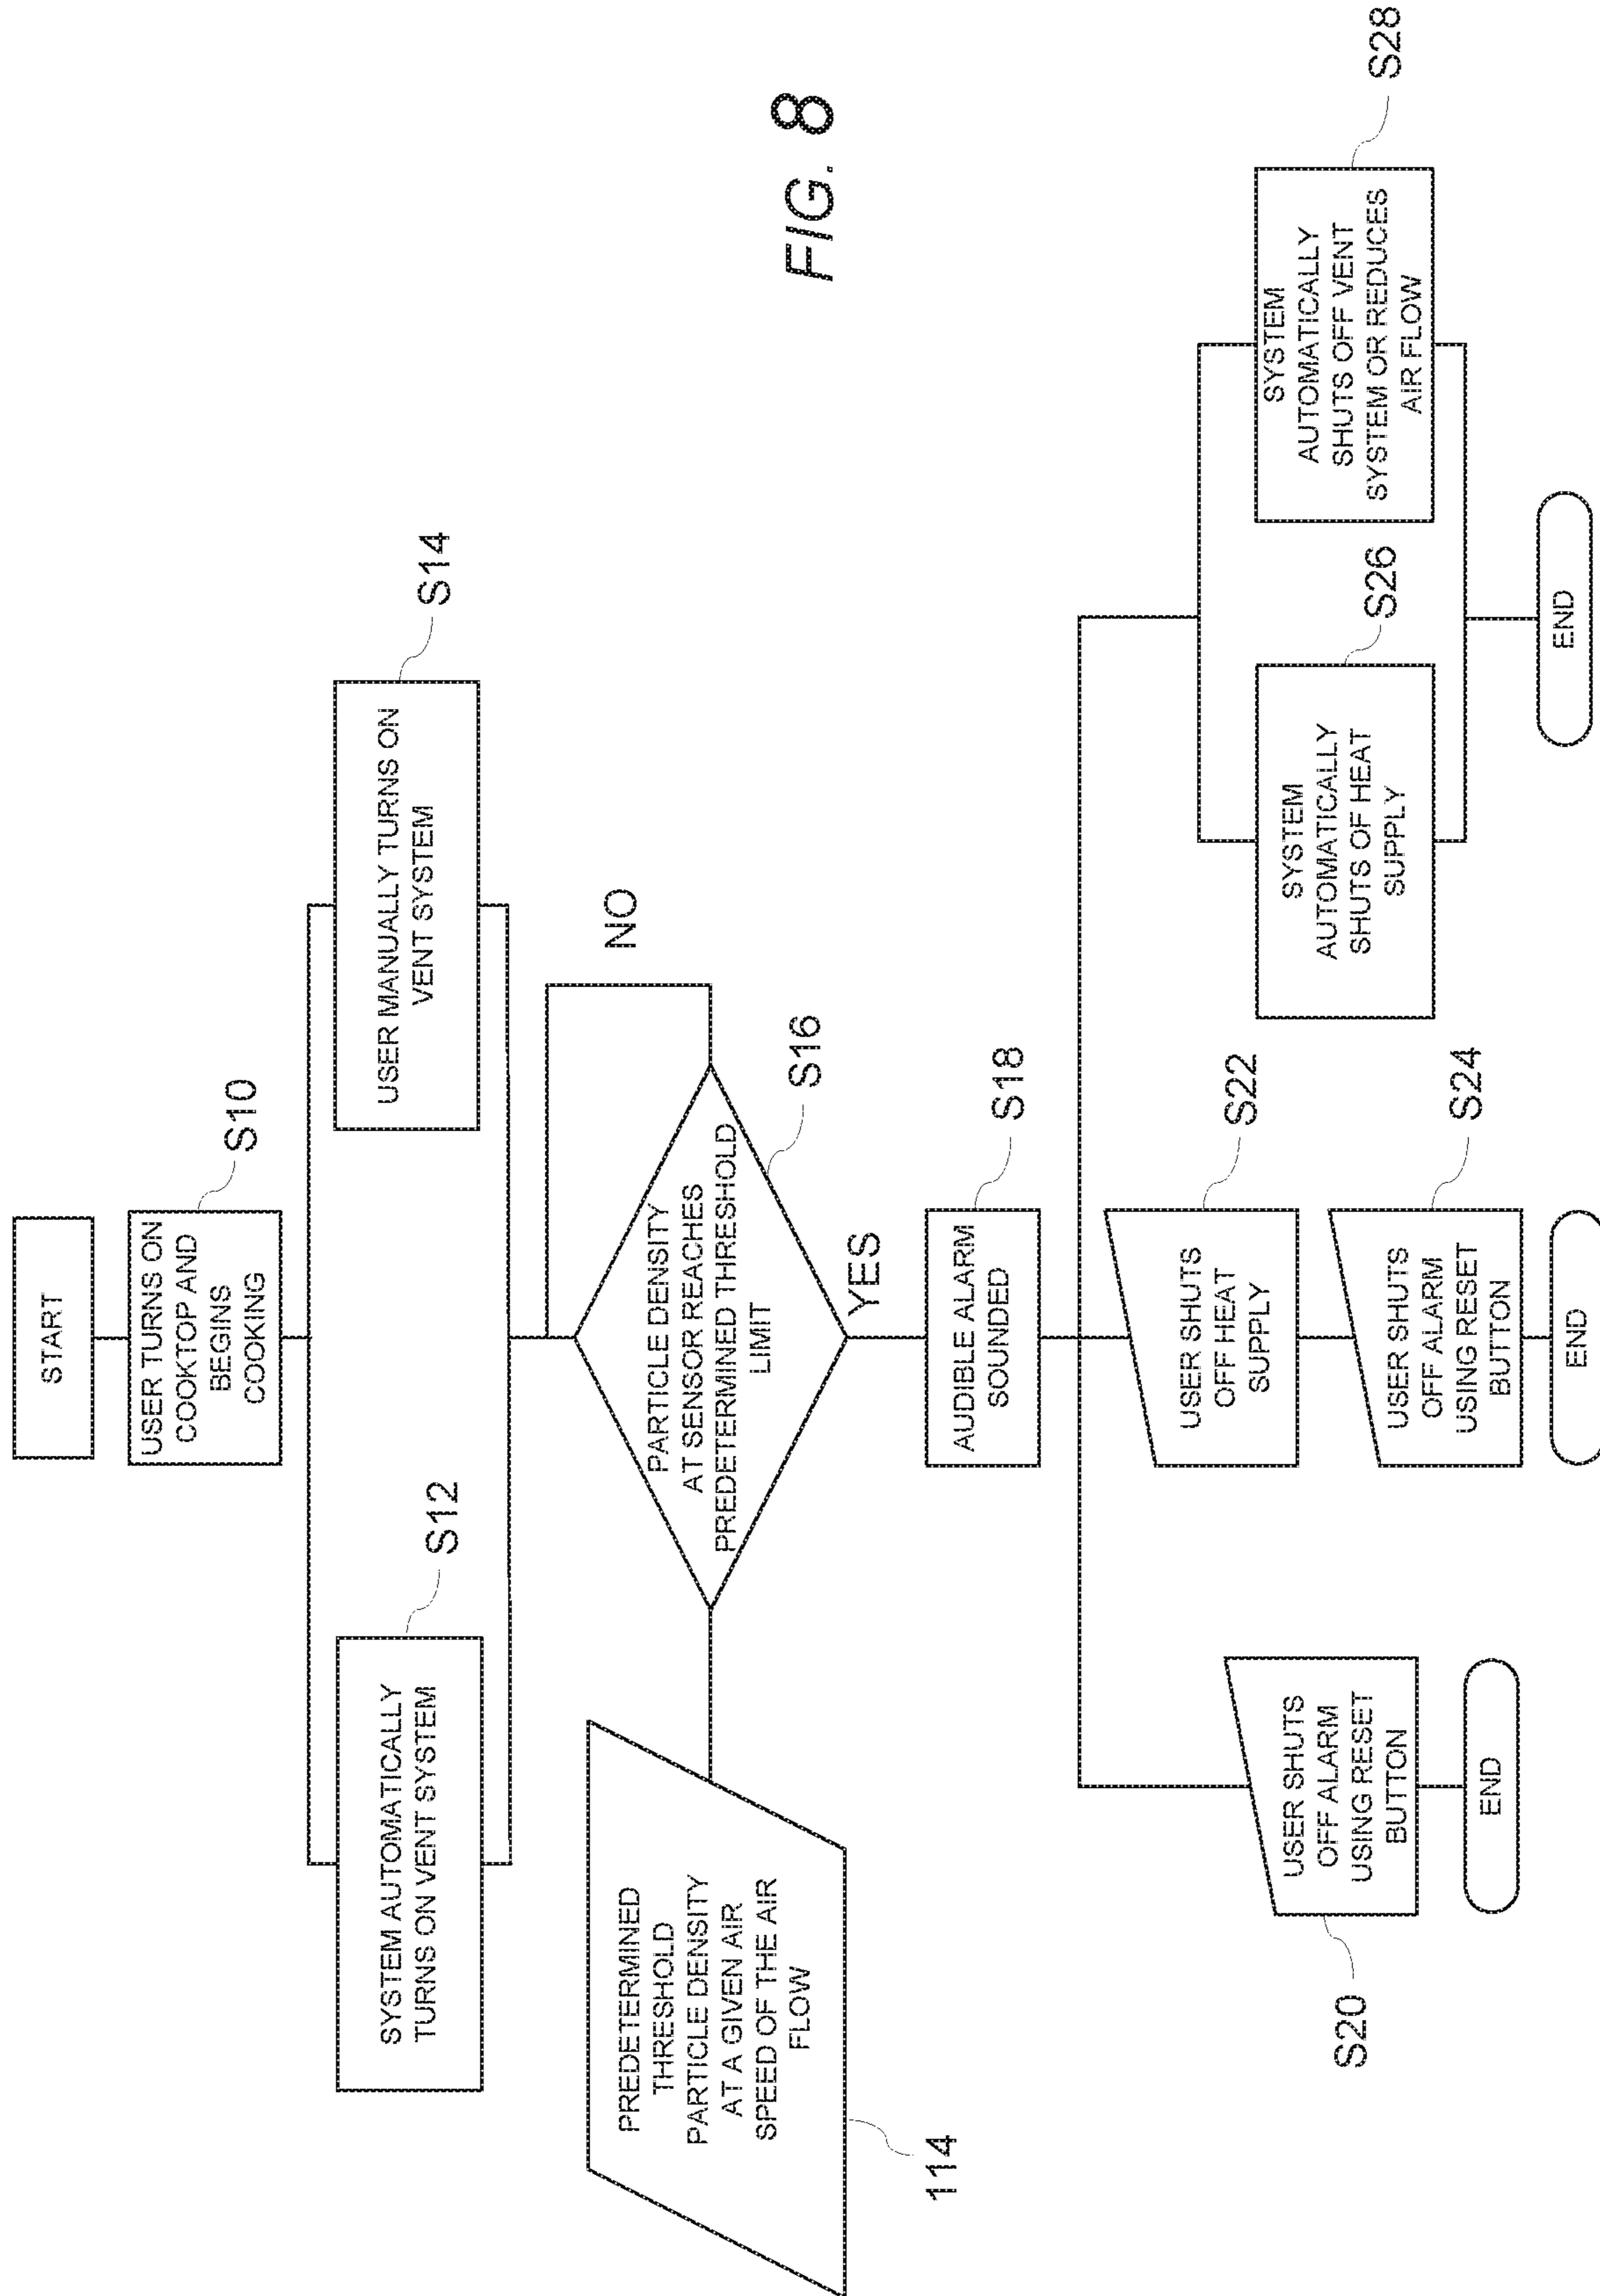 START
USER TURNS ON
COOKTOP AND
BEGINS
COOKING
S10
SYSTEM AUTOMATICALLY
TURNS ON VENT SYSTEM
S12
USER MANUALLY TURNS ON
VENT SYSTEM
S14
PREDETERMINED
THRESHOLD
PARTICLE DENSITY
AT A GIVEN AIR
SPEED OF THE AIR
FLOW
114
PARTICLE DENSITY
AT SENSOR REACHES
PREDETERMINED THRESHOLD
LIMIT
S16
NO
YES
FIG. 8
AUDIBLE ALARM
SOUNDED
S18
USER SHUTS
OFF ALARM
USING RESET
BUTTON
S20
END
USER SHUTS
OFF HEAT
SUPPLY
S22
USER SHUTS
OFF ALARM
USING RESET
BUTTON
S24
END
SYSTEM
AUTOMATICALLY
SHUTS OF HEAT
SUPPLY
S26
SYSTEM
AUTOMATICALLY
SHUTS OFF VENT
SYSTEM OR REDUCES
AIR FLOW
S28
END